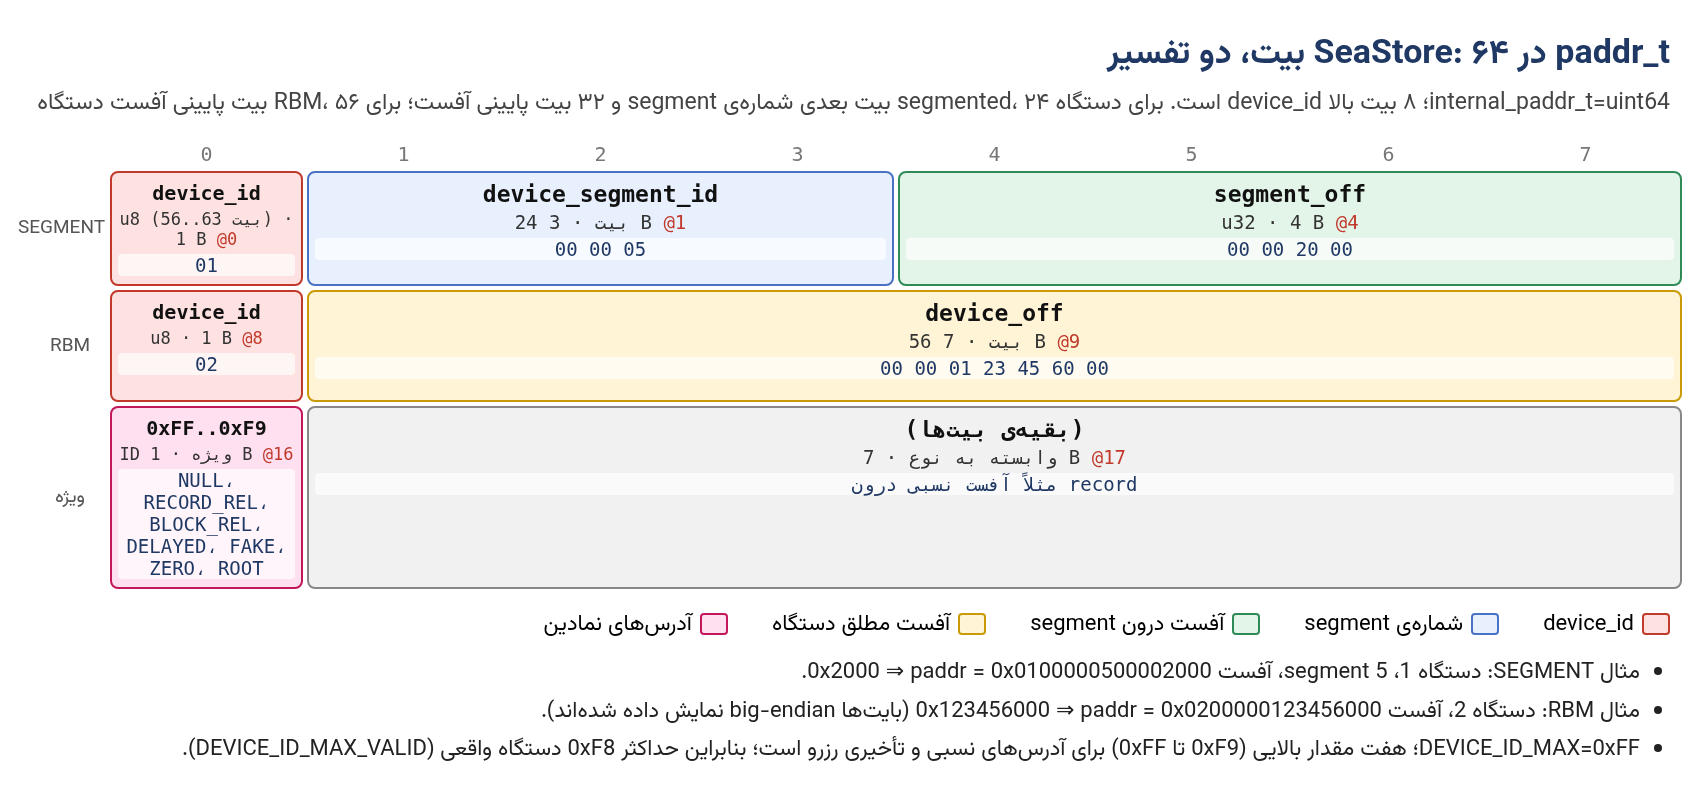 paddr_t در SeaStore: ۶۴ بیت، دو تفسیر
internal_paddr_t=uint64؛ ۸ بیت بالا device_id است. برای دستگاه segmented، ۲۴ بیت بعدی شماره‌ی segment و ۳۲ بیت پایینی آفست؛ برای RBM، ۵۶ بیت پایینی آفست دستگاه
0 1 2 3 4 5 6 7
SEGMENT
device_id
u8 (بیت 56..63) ·
1 B @0
01
device_segment_id
24 بیت · 3 B @1
00 00 05
segment_off
u32 · 4 B @4
00 00 20 00
RBM
device_id
u8 · 1 B @8
02
device_off
56 بیت · 7 B @9
00 00 01 23 45 60 00
ویژه
0xFF..0xF9
ID ویژه · 1 B @16
NULL،
RECORD_REL،
BLOCK_REL،
DELAYED، FAKE،
ZERO، ROOT
(بقیه‌ی بیت‌ها)
وابسته به نوع · 7 B @17
مثلاً آفست نسبی درون record
device_id
شماره‌ی segment
آفست درون segment
آفست مطلق دستگاه
آدرس‌های نمادین
مثال SEGMENT: دستگاه 1، segment 5، آفست 0x2000 ⇒ paddr = 0x0100000500002000.
مثال RBM: دستگاه 2، آفست 0x123456000 ⇒ paddr = 0x0200000123456000 (بایت‌ها big-endian نمایش داده شده‌اند).
DEVICE_ID_MAX=0xFF؛ هفت مقدار بالایی (0xF9 تا 0xFF) برای آدرس‌های نسبی و تأخیری رزرو است؛ بنابراین حداکثر 0xF8 دستگاه واقعی (DEVICE_ID_MAX_VALID).